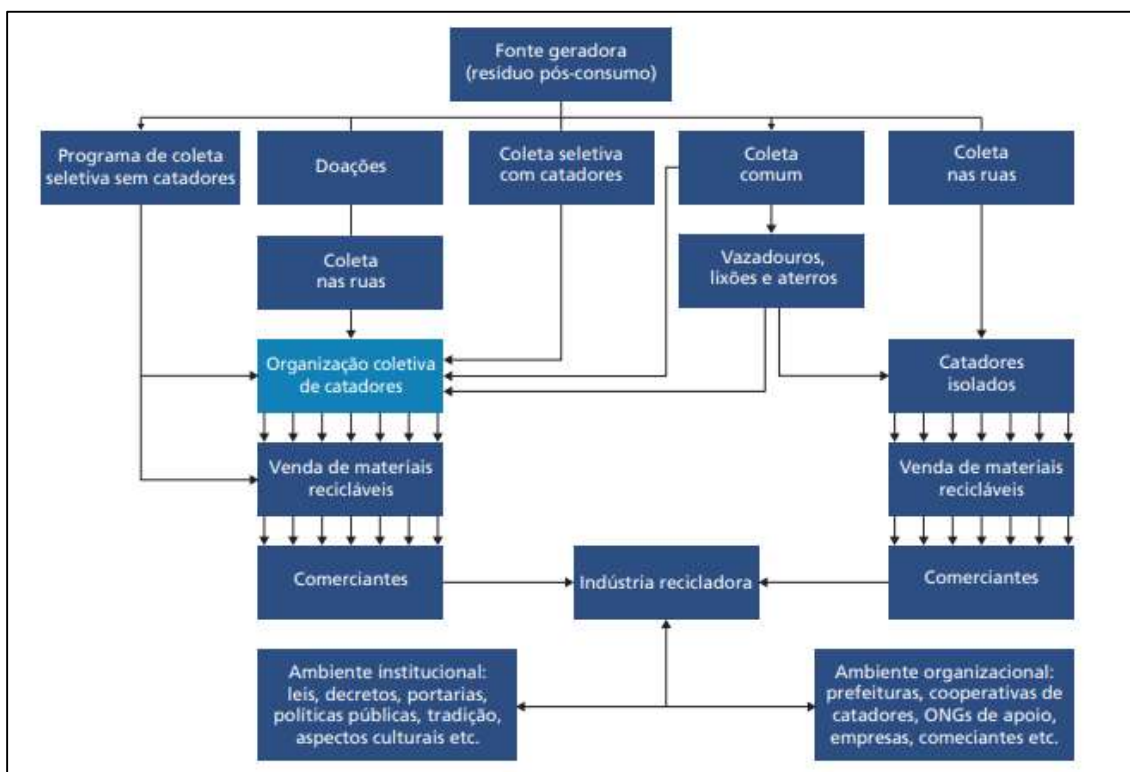 Fonte geradora
(resíduo pós-consumo)
Programa de coleta
seletiva sem catadores
Doações
Coleta seletiva
com catadores
Coleta
comum
Coleta
nas ruas
Coleta
nas ruas
Vazadouros,
lixões e aterros
Organização coletiva
de catadores
Catadores
isolados
Venda de materiais
recicláveis
Venda de materiais
recicláveis
Comerciantes
Indústria recicladora
Comerciantes
Ambiente institucional:
leis, decretos, portarias,
políticas públicas, tradição,
aspectos culturais etc.
Ambiente organizacional:
prefeituras, cooperativas de
catadores, ONGs de apoio,
empresas, comeciantes etc.